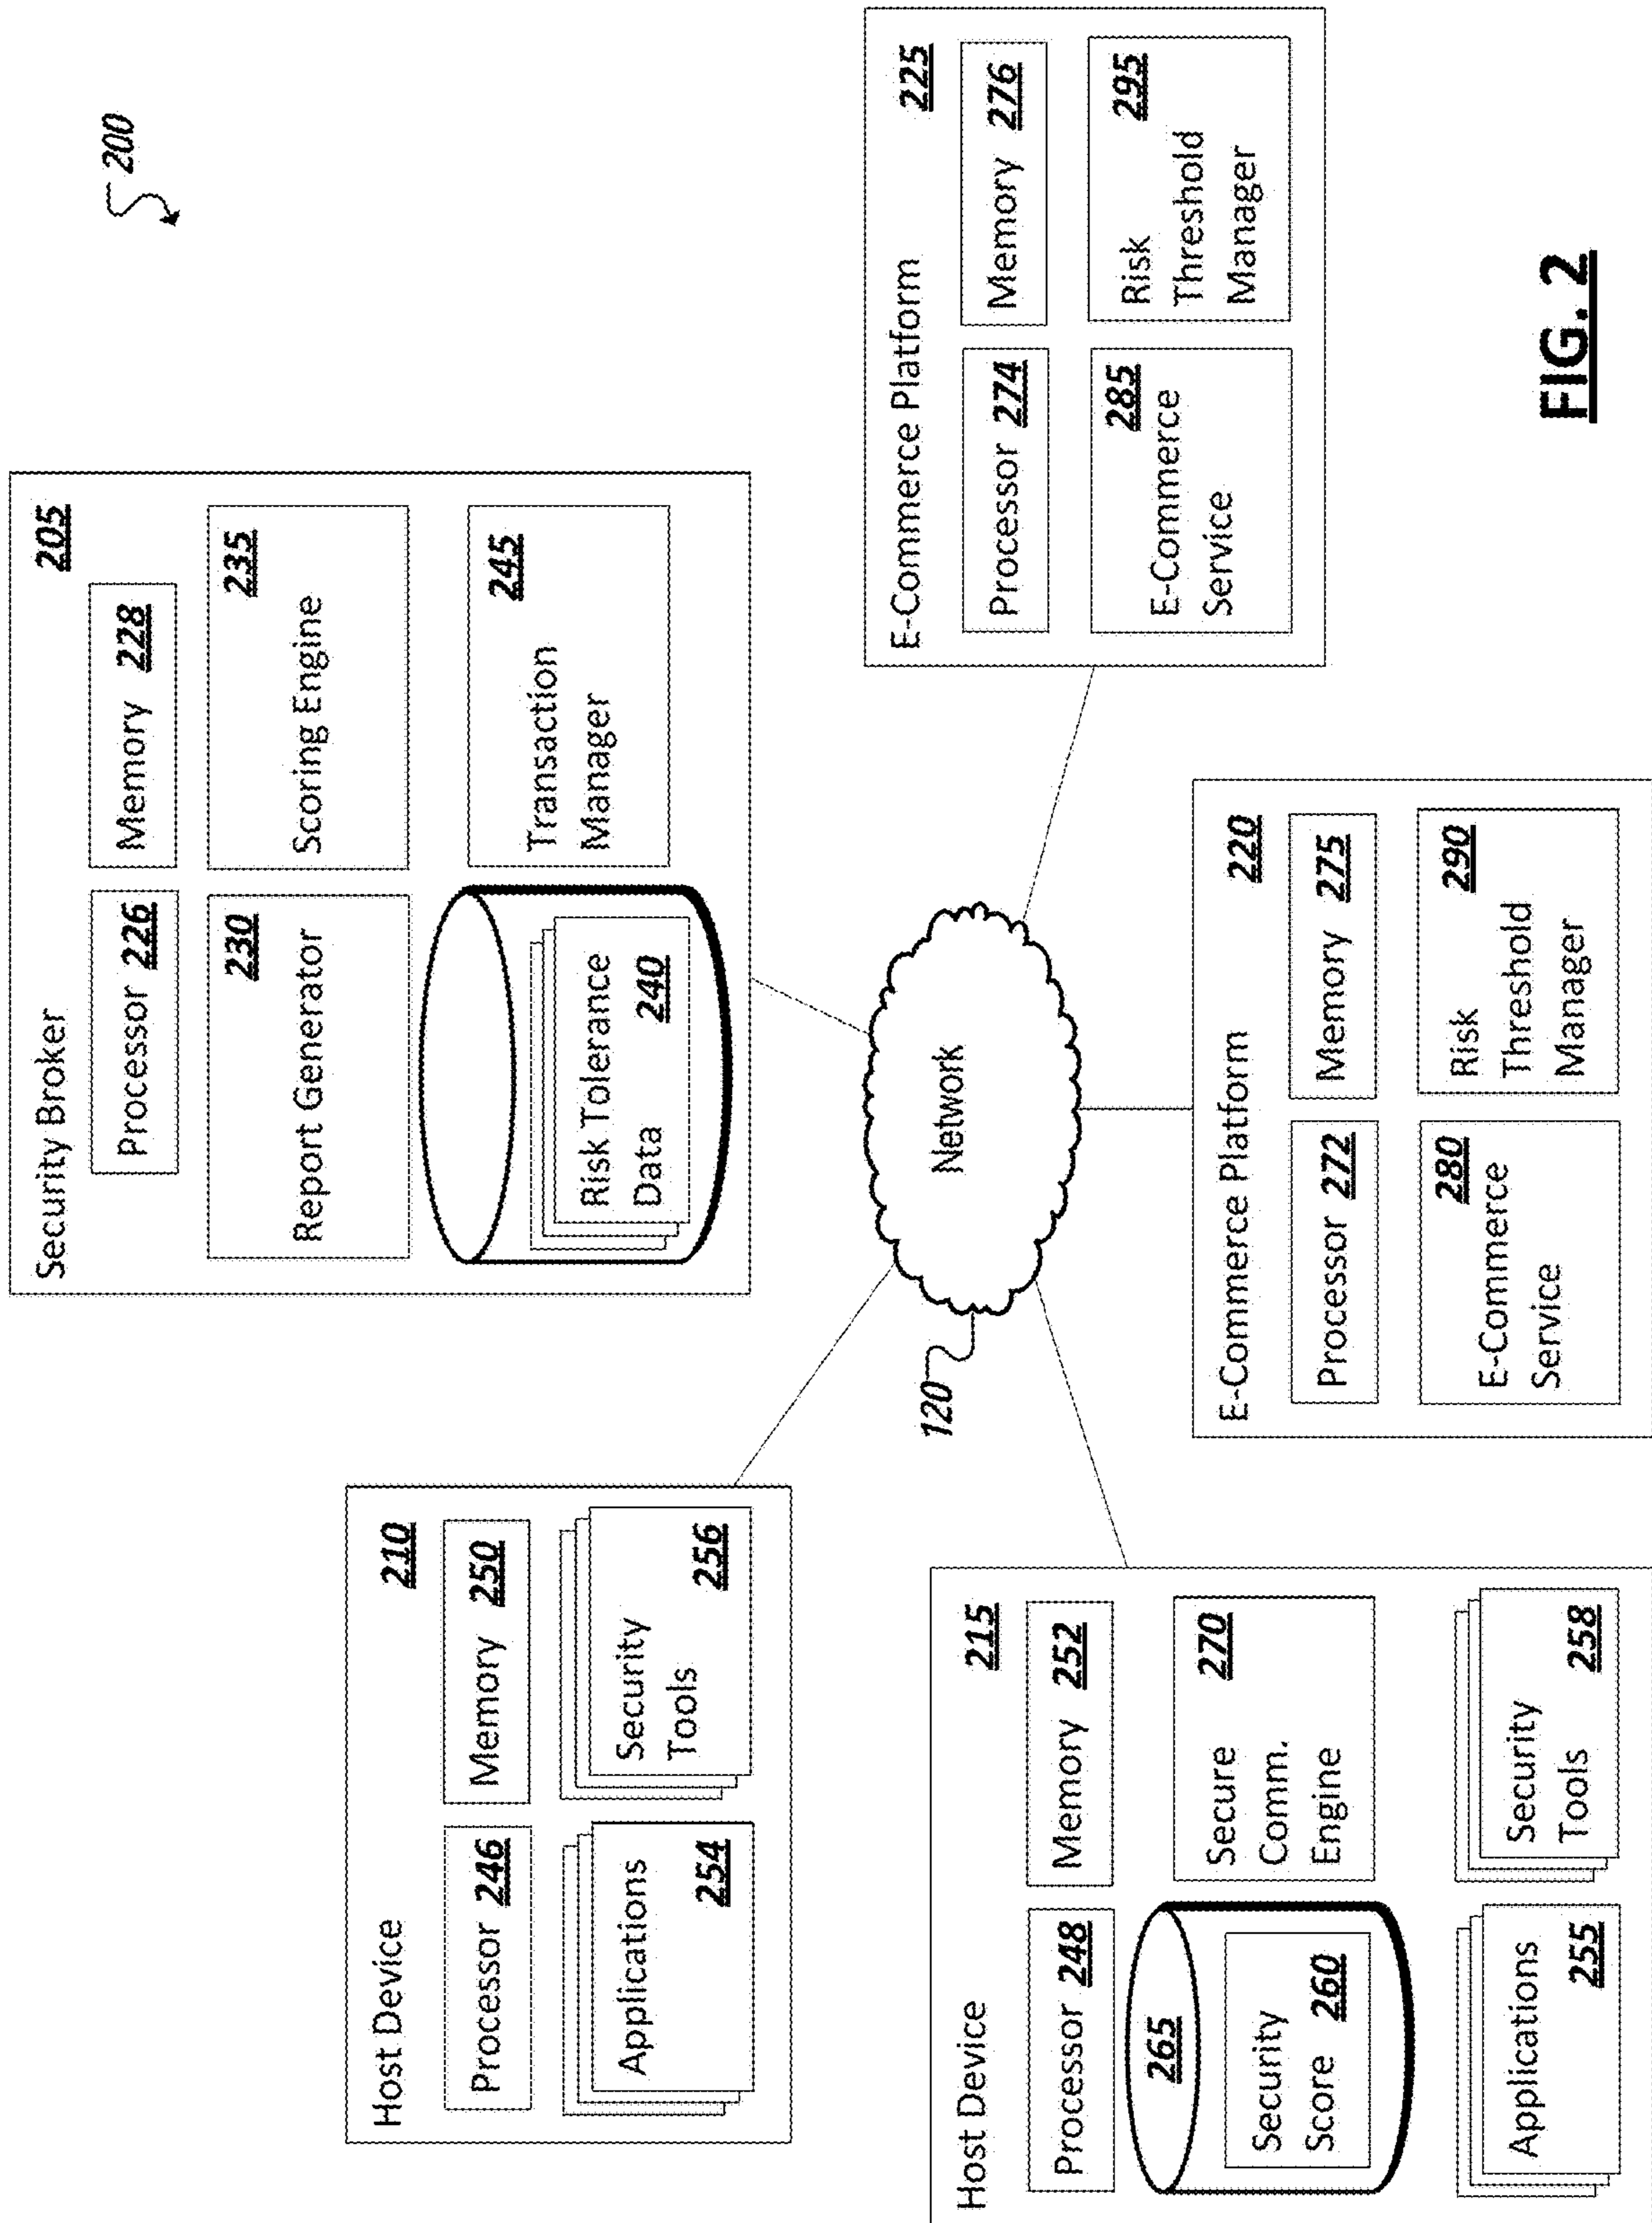 200
Security Broker
205
Processor 226
Memory 228
230
Report Generator
235
Scoring Engine
Risk Tolerance
Data 240
245
Transaction
Manager
Host Device
210
Processor 246
Memory 250
Applications
254
Security
Tools
256
Network
120
E-Commerce Platform
225
Processor 274
Memory 276
285
E-Commerce
Service
Risk 295
Threshold
Manager
Host Device
215
Processor 248
Memory 252
265
Security
Score 260
Secure 270
Comm.
Engine
Applications
255
Security
Tools 258
E-Commerce Platform
220
Processor 272
Memory 275
280
E-Commerce
Service
Risk 290
Threshold
Manager
FIG. 2